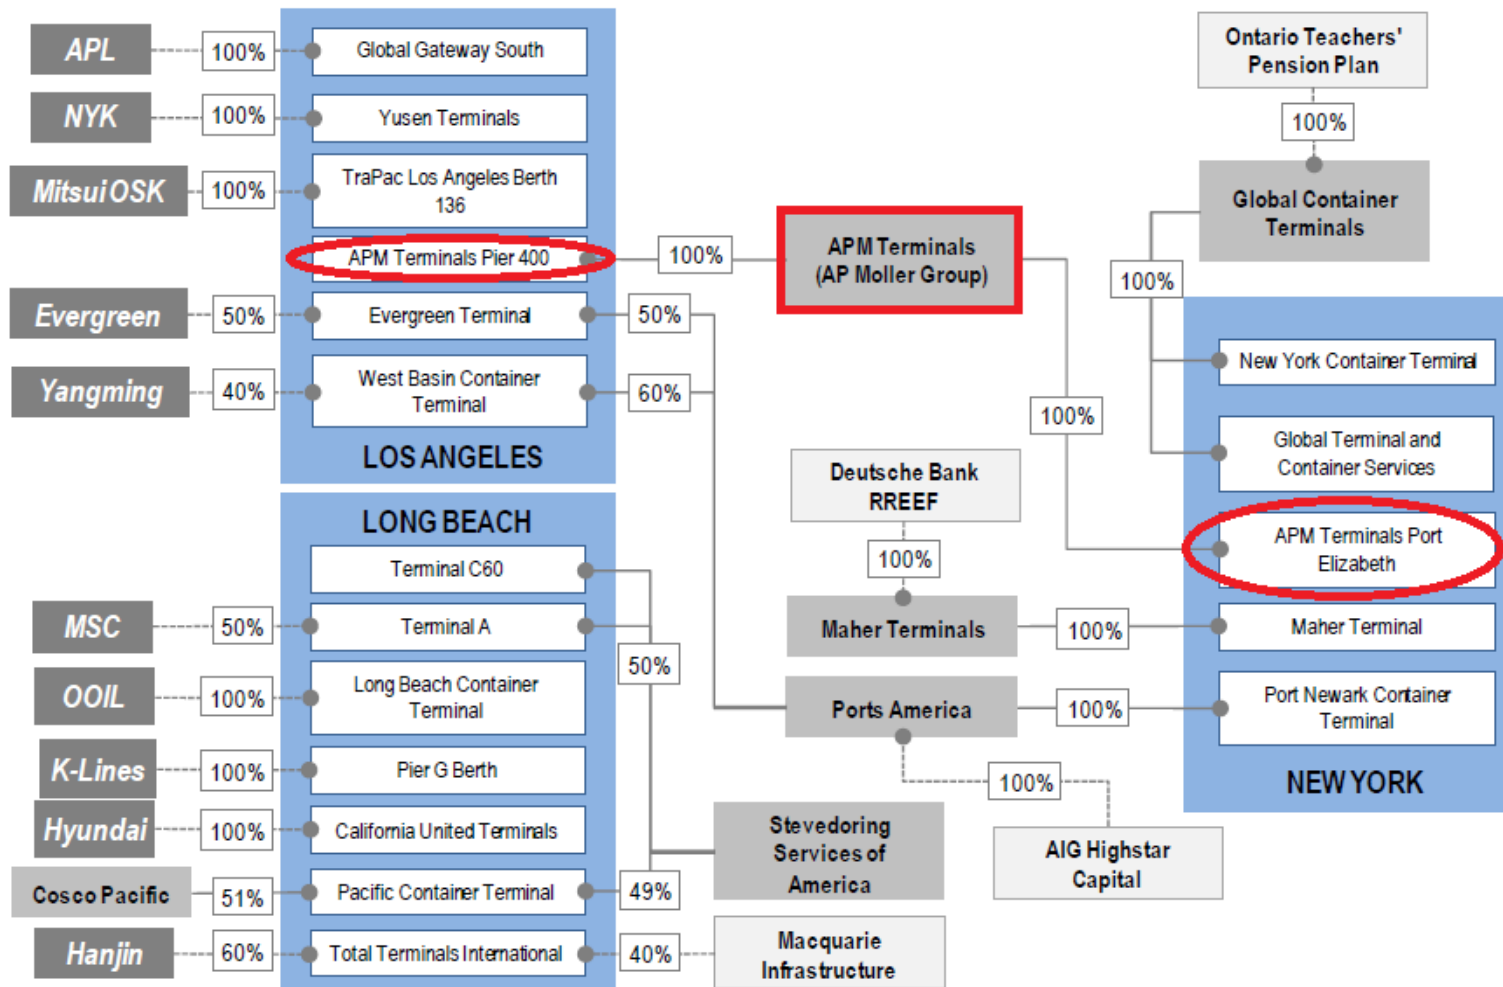 APL
100%
Global Gateway South
NYK
100%
Yusen Terminals
Mitsui OSK
100%
TraPac Los Angeles Berth
136
APM Terminals Pier 400
100%
APM Terminals
(AP Moller Group)
Evergreen
50%
Evergreen Terminal
50%
Yangming
40%
West Basin Container
Terminal
60%
LOS ANGELES
LONG BEACH
Terminal C60
MSC
50%
Terminal A
50%
OOIL
100%
Long Beach Container
Terminal
K-Lines
100%
Pier G Berth
Hyundai
100%
California United Terminals
Cosco Pacific
51%
Pacific Container Terminal
49%
Hanjin
60%
Total Terminals International
40%
Stevedoring
Services of
America
Macquarie
Infrastructure
Deutsche Bank
RREEF
100%
Maher Terminals
100%
Ports America
100%
100%
AIG Highstar
Capital
100%
Ontario Teachers'
Pension Plan
100%
Global Container
Terminals
100%
New York Container Terminal
Global Terminal and
Container Services
APM Terminals Port
Elizabeth
Maher Terminal
Port Newark Container
Terminal
NEW YORK